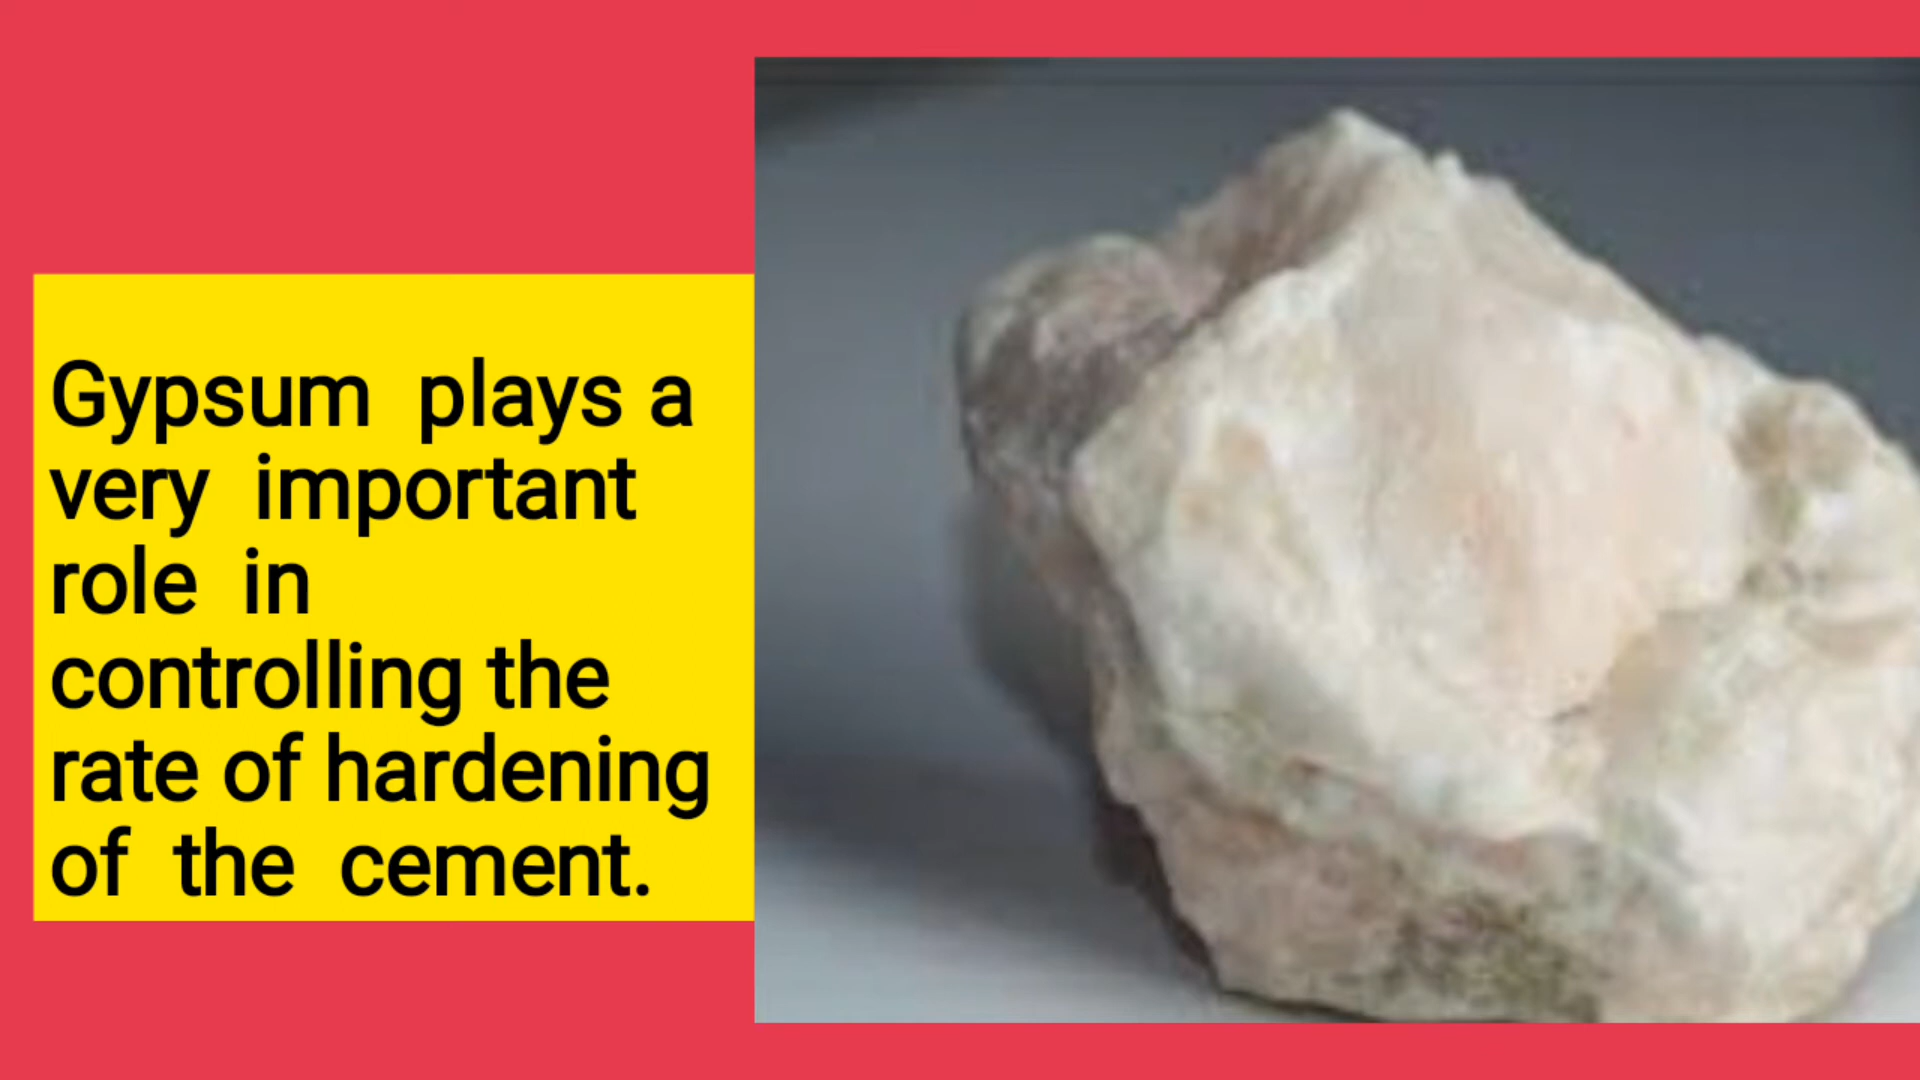 Gypsum plays a
very important
role in
controlling the
rate of hardening
of the cement.